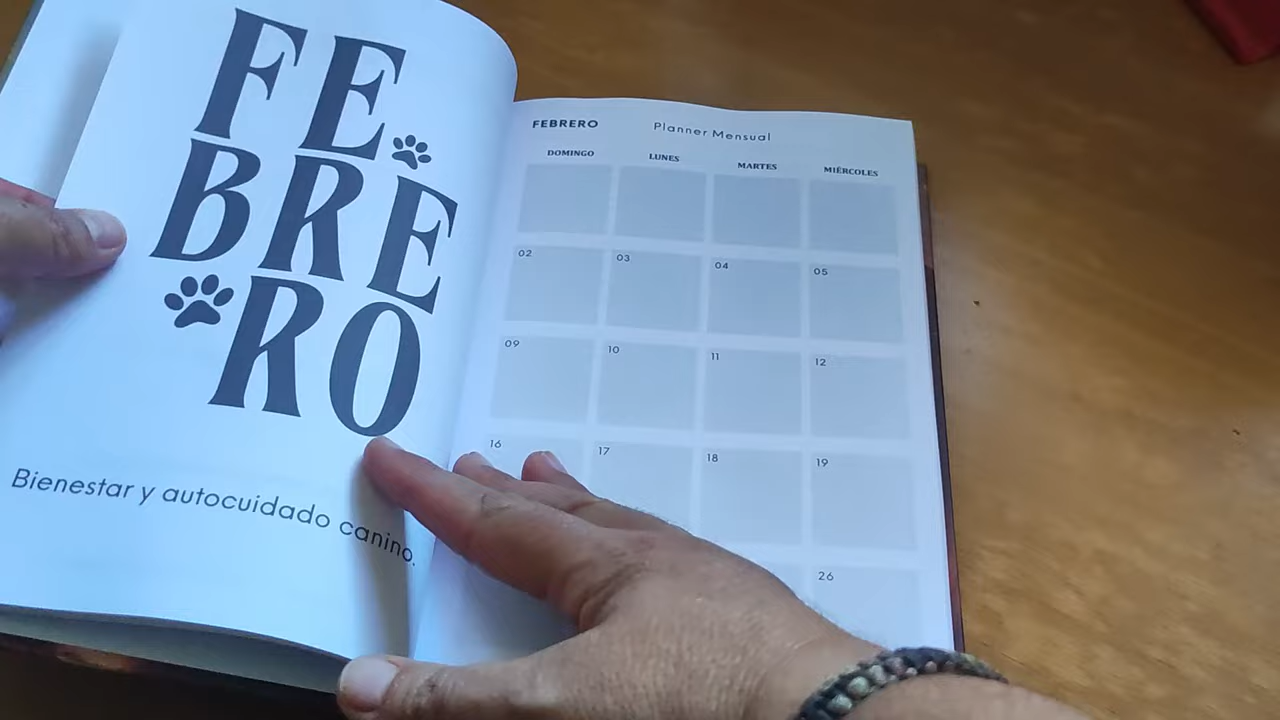 FE
BRE
RO
Bienestar y autocuidado canino.
FEBRERO Planner Mensual
DOMINGO LUNES MARTES MIÉRCOLES
02 03 04 05
09 10 11 12
16 17 18 19
26